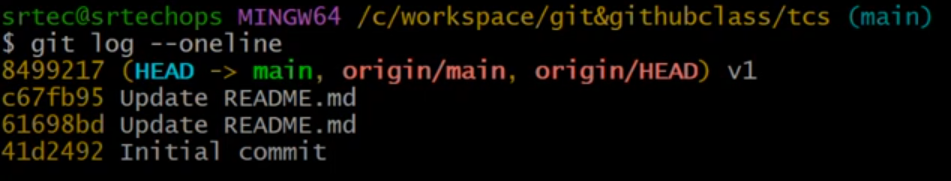 srtec@srtechops MINGW64 /c/workspace/git&githubclass/tcs (main)
$ git log --oneline
8499217 (HEAD -> main, origin/main, origin/HEAD) v1
c67fb95 Update README.md
61698bd Update README.md
41d2492 Initial commit